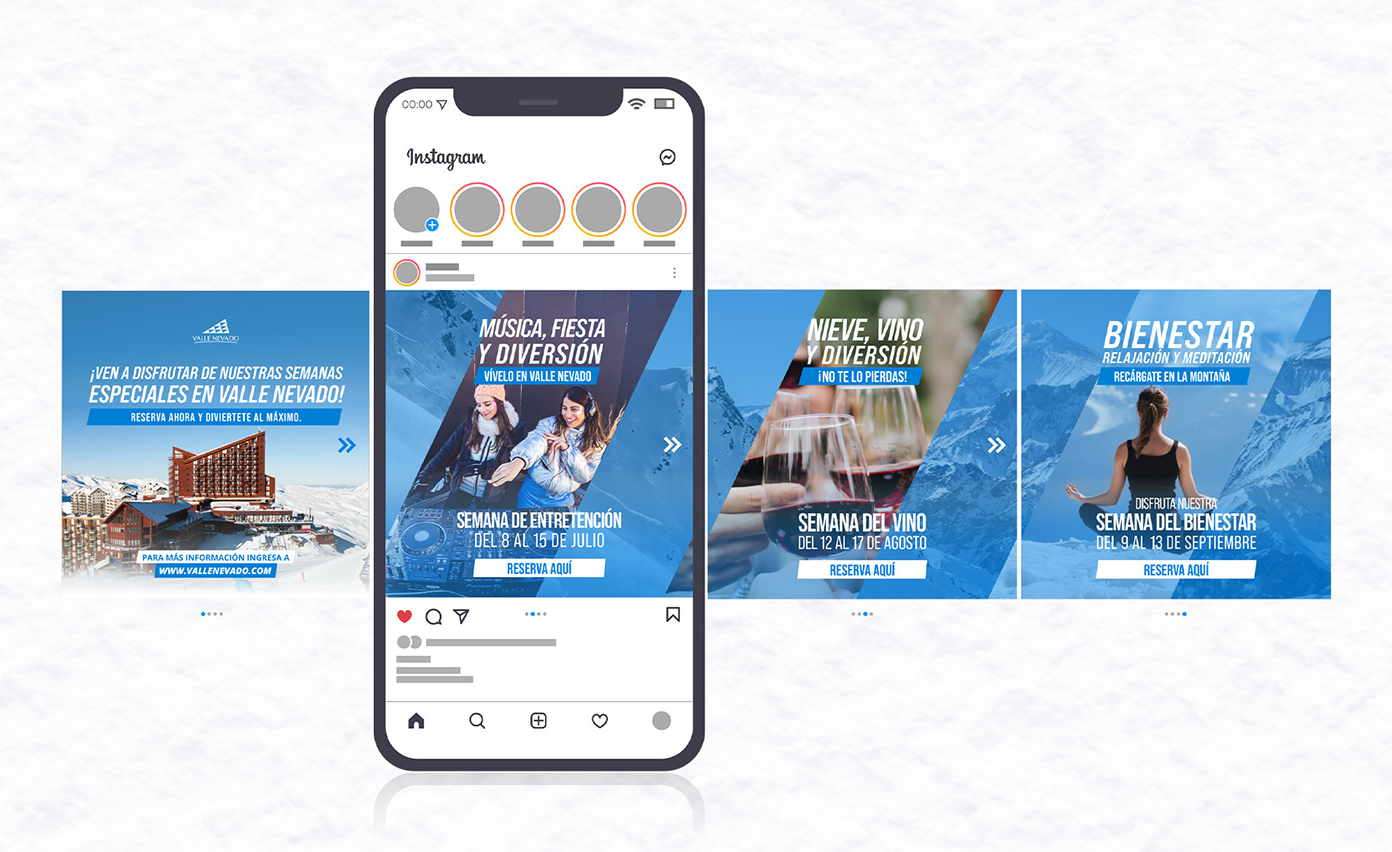 00:00
Instagram
VALLE NEVADO
¡VEN A DISFRUTAR DE NUESTRAS SEMANAS
ESPECIALES EN VALLE NEVADO!
RESERVA AHORA Y DIVIERTETE AL MÁXIMO.
PARA MÁS INFORMACIÓN INGRESA A
WWW.VALLENEVADO.COM
MÚSICA, FIESTA
Y DIVERSIÓN
VÍVELO EN VALLE NEVADO
SEMANA DE ENTRETENCIÓN
DEL 8 AL 15 DE JULIO
RESERVA AQUÍ
NIEVE, VINO
Y DIVERSIÓN
¡NO TE LO PIERDAS!
SEMANA DEL VINO
DEL 12 AL 17 DE AGOSTO
RESERVA AQUÍ
BIENESTAR
RELAJACIÓN Y MEDITACIÓN
RECÁRGATE EN LA MONTAÑA
DISFRUTA NUESTRA
SEMANA DEL BIENESTAR
DEL 9 AL 13 DE SEPTIEMBRE
RESERVA AQUÍ